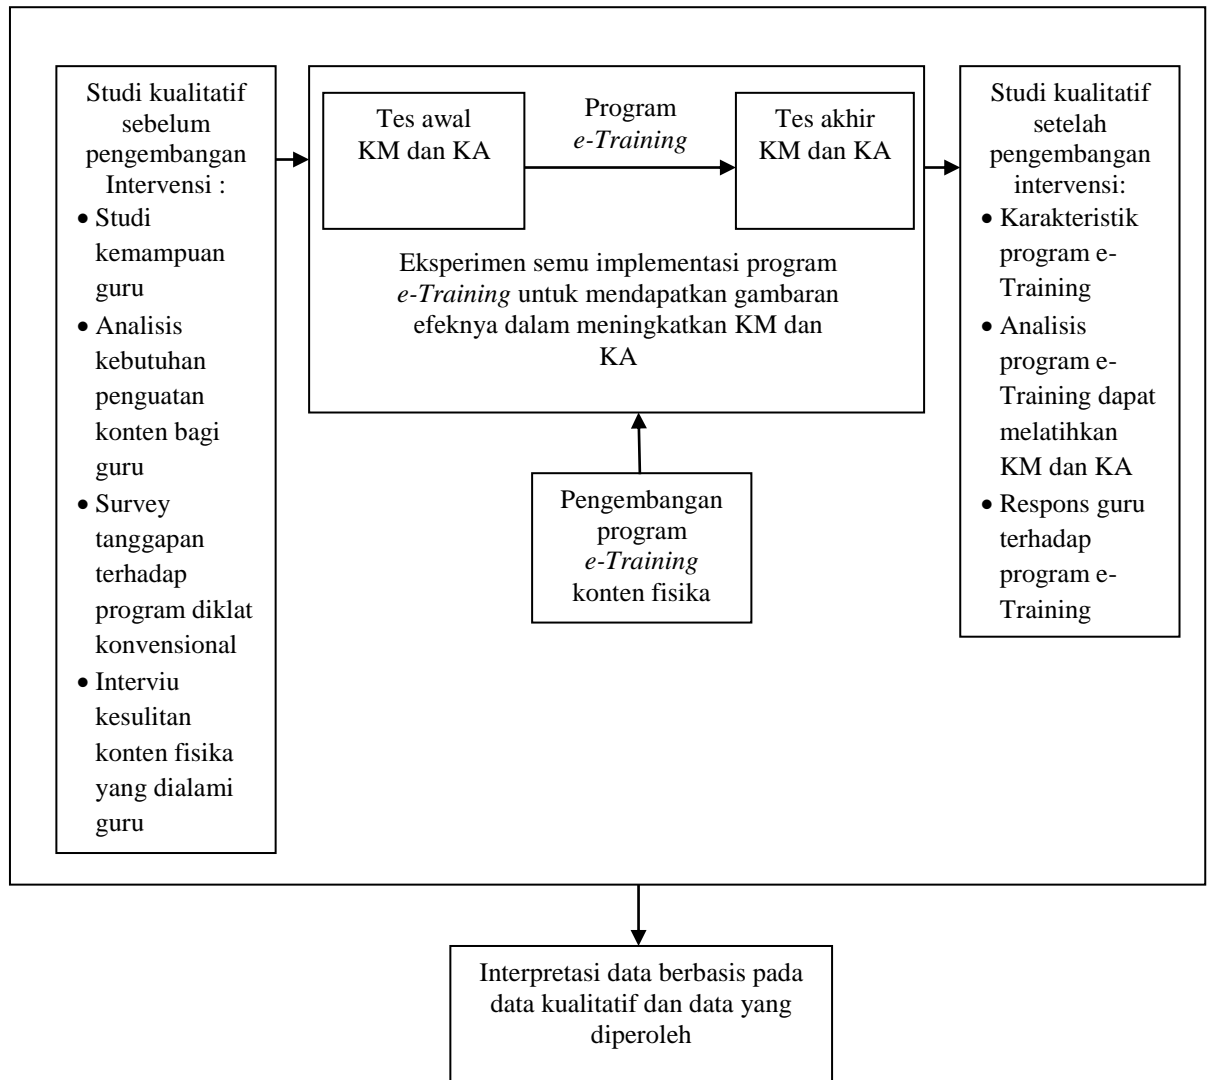 Studi kualitatif
sebelum
pengembangan
Intervensi :
• Studi
kemampuan
guru
• Analisis
kebutuhan
penguatan
konten bagi
guru
• Survey
tanggapan
terhadap
program diklat
konvensional
• Interviu
kesulitan
konten fisika
yang dialami
guru
Tes awal
KM dan KA
Program
e-Training
Tes akhir
KM dan KA
Eksperimen semu implementasi program
e-Training untuk mendapatkan gambaran
efeknya dalam meningkatkan KM dan
KA
Pengembangan
program
e-Training
konten fisika
Studi kualitatif
setelah
pengembangan
intervensi:
• Karakteristik
program e-
Training
• Analisis
program e-
Training dapat
melatihkan
KM dan KA
• Respons guru
terhadap
program e-
Training
Interpretasi data berbasis pada
data kualitatif dan data yang
diperoleh